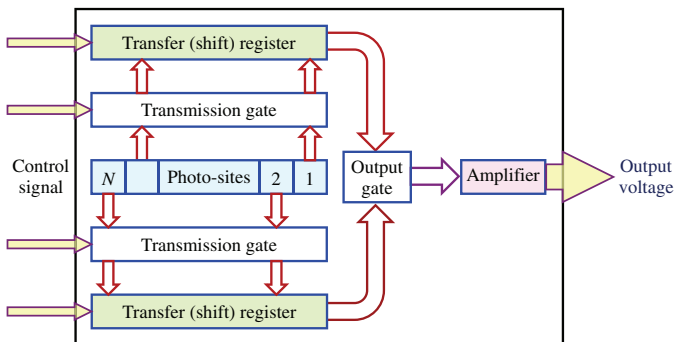 Transfer (shift) register
Transmission gate
Control
signal
N
Photo-sites
2
1
Output
gate
Amplifier
Output
voltage
Transmission gate
Transfer (shift) register